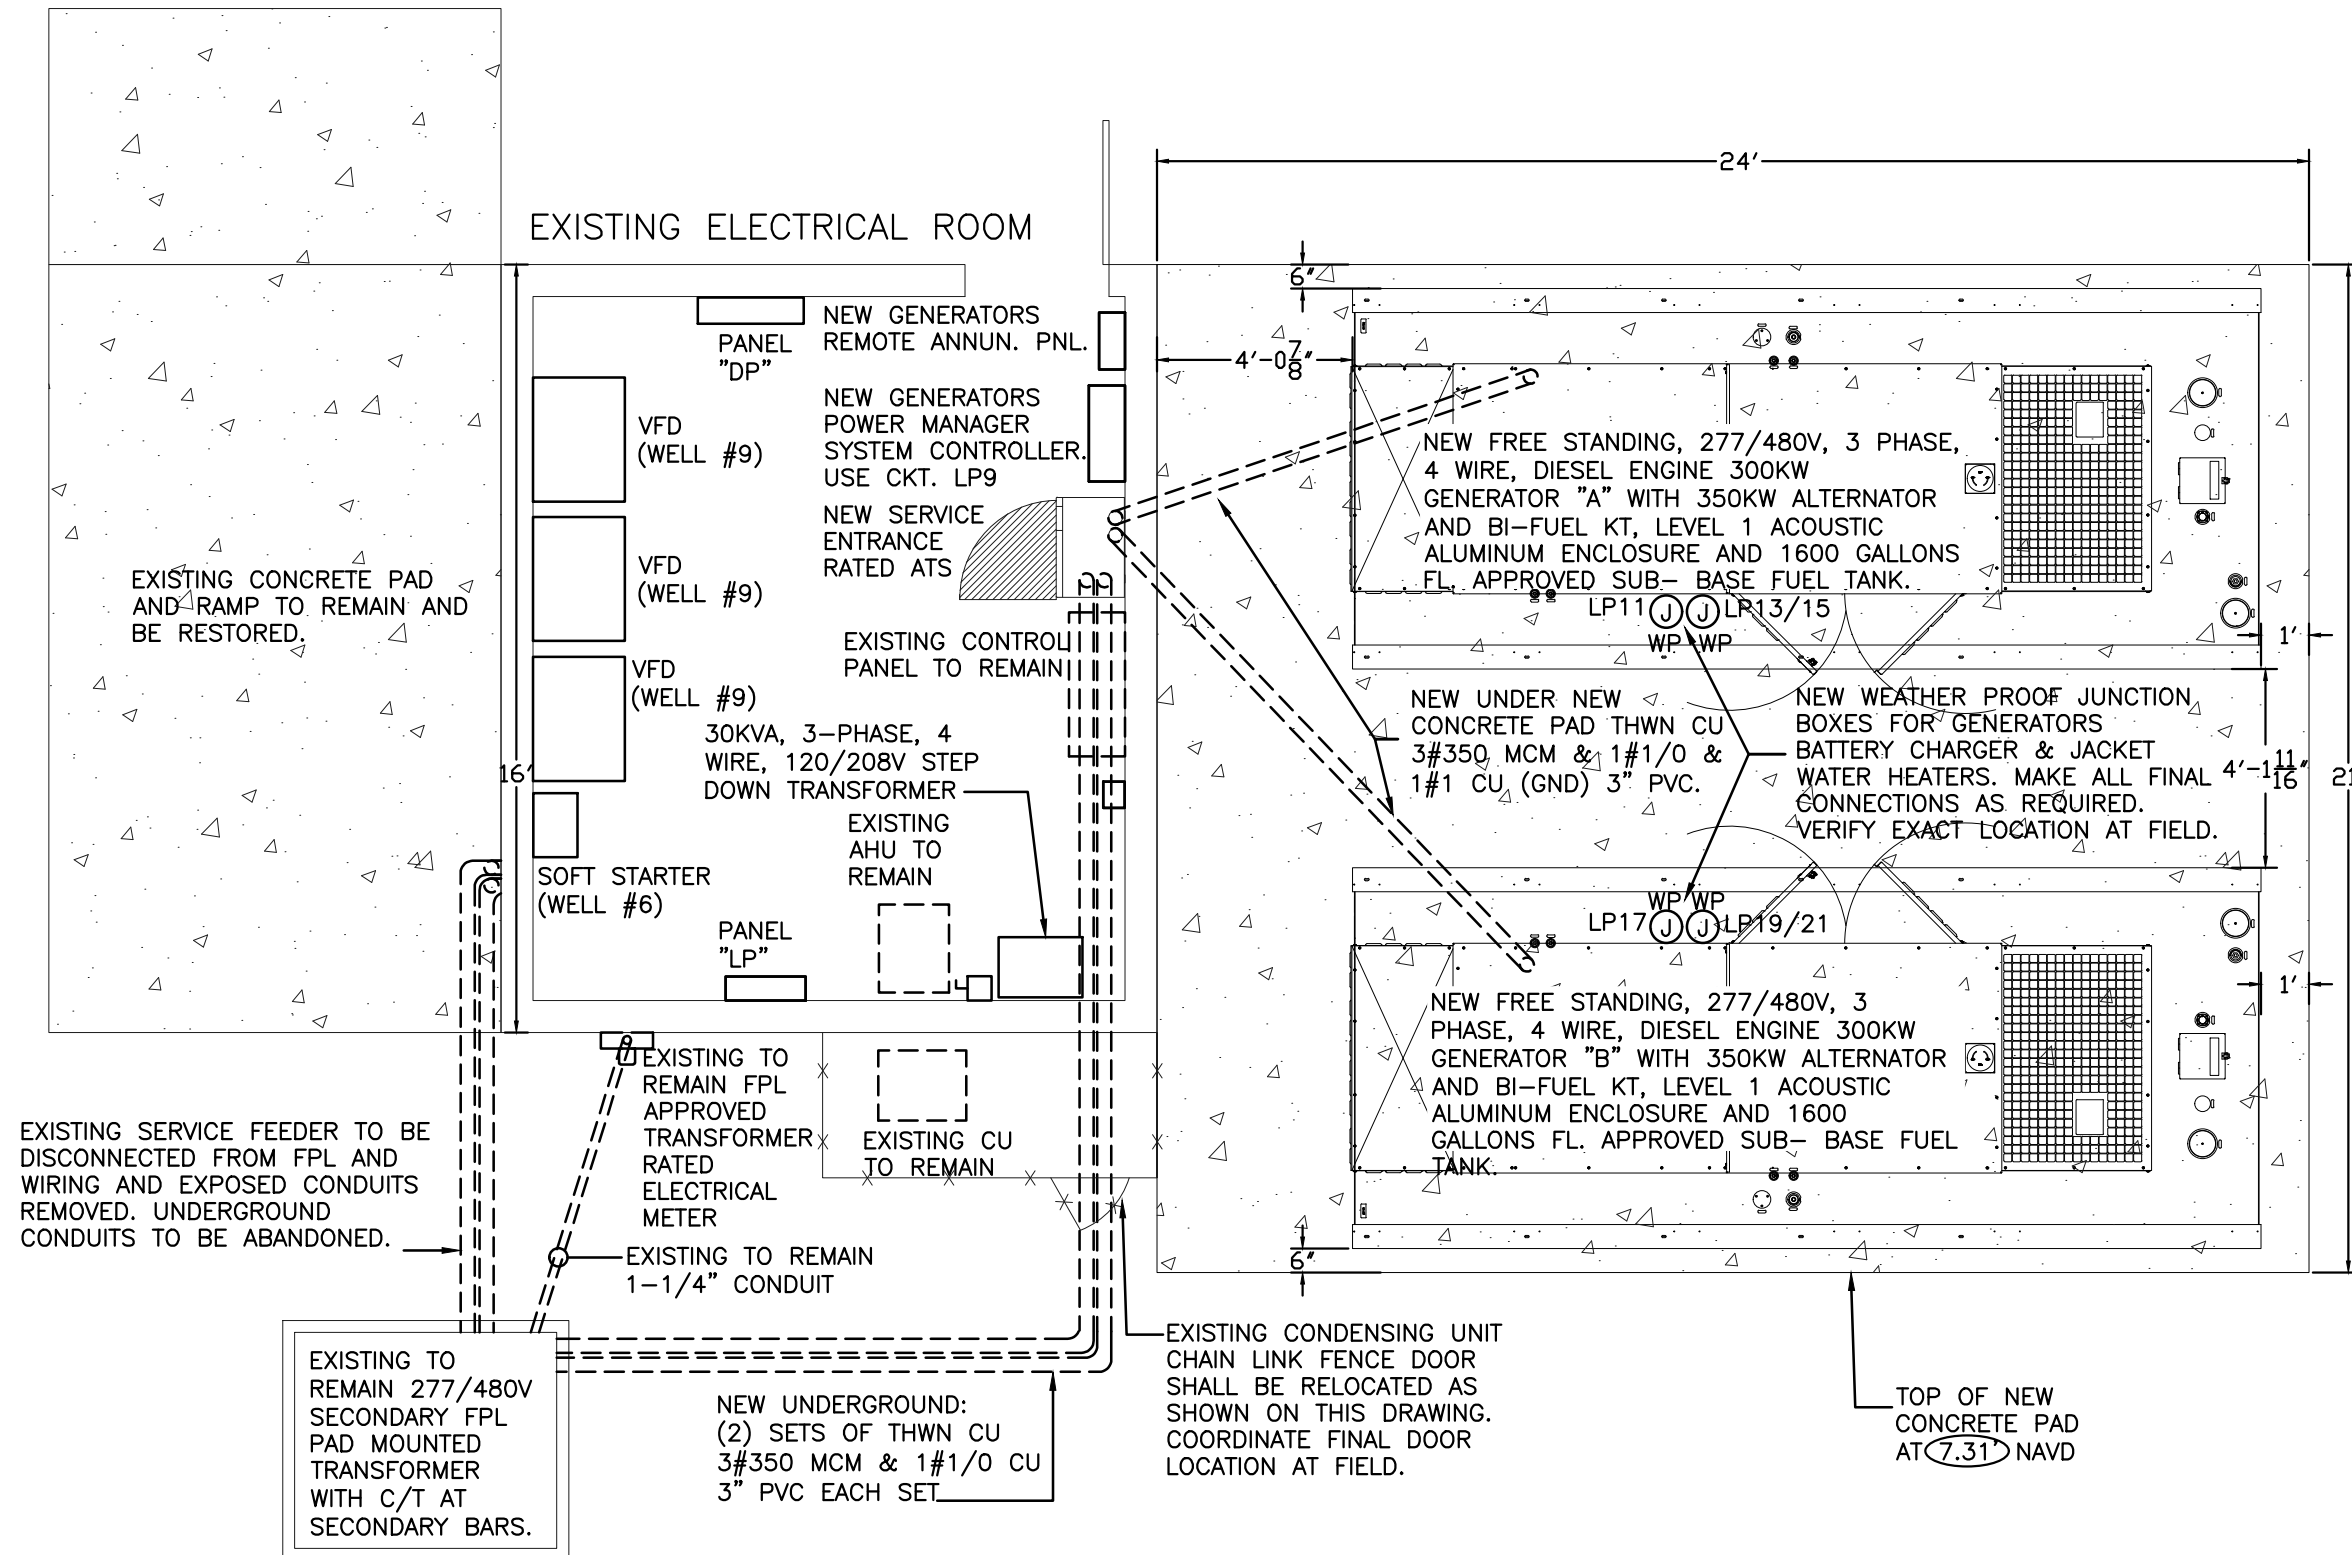 24'
EXISTING ELECTRICAL ROOM
6"
NEW GENERATORS
REMOTE ANNUN. PNL.
PANEL
"DP"
4'-0 7/8"
NEW GENERATORS
POWER MANAGER
SYSTEM CONTROLLER.
USE CKT. LP9
VFD
(WELL #9)
NEW SERVICE
ENTRANCE
RATED ATS
VFD
(WELL #9)
NEW FREE STANDING, 277/480V, 3 PHASE,
4 WIRE, DIESEL ENGINE 300KW
GENERATOR "A" WITH 350KW ALTERNATOR
AND BI-FUEL KT, LEVEL 1 ACOUSTIC
ALUMINUM ENCLOSURE AND 1600 GALLONS
FL. APPROVED SUB- BASE FUEL TANK.
LP11 J J LP13/15
WP WP
1'
EXISTING CONCRETE PAD
AND RAMP TO REMAIN AND
BE RESTORED.
EXISTING CONTROL
PANEL TO REMAIN
VFD
(WELL #9)
30KVA, 3-PHASE, 4
WIRE, 120/208V STEP
DOWN TRANSFORMER
16'
NEW UNDER NEW
CONCRETE PAD THWN CU
3#350 MCM & 1#1/0 &
1#1 CU (GND) 3" PVC.
NEW WEATHER PROOF JUNCTION
BOXES FOR GENERATORS
BATTERY CHARGER & JACKET
WATER HEATERS. MAKE ALL FINAL
CONNECTIONS AS REQUIRED.
VERIFY EXACT LOCATION AT FIELD.
4'-1 11/16"
21
EXISTING
AHU TO
REMAIN
SOFT STARTER
(WELL #6)
PANEL
"LP"
WP WP
LP17 J J LP19/21
1'
NEW FREE STANDING, 277/480V, 3
PHASE, 4 WIRE, DIESEL ENGINE 300KW
GENERATOR "B" WITH 350KW ALTERNATOR
AND BI-FUEL KT, LEVEL 1 ACOUSTIC
ALUMINUM ENCLOSURE AND 1600
GALLONS FL. APPROVED SUB- BASE FUEL
TANK.
6"
EXISTING TO
REMAIN FPL
APPROVED
TRANSFORMER
RATED
ELECTRICAL
METER
EXISTING CU
TO REMAIN
EXISTING SERVICE FEEDER TO BE
DISCONNECTED FROM FPL AND
WIRING AND EXPOSED CONDUITS
REMOVED. UNDERGROUND
CONDUITS TO BE ABANDONED.
EXISTING TO REMAIN
1-1/4" CONDUIT
EXISTING TO
REMAIN 277/480V
SECONDARY FPL
PAD MOUNTED
TRANSFORMER
WITH C/T AT
SECONDARY BARS.
NEW UNDERGROUND:
(2) SETS OF THWN CU
3#350 MCM & 1#1/0 CU
3" PVC EACH SET
EXISTING CONDENSING UNIT
CHAIN LINK FENCE DOOR
SHALL BE RELOCATED AS
SHOWN ON THIS DRAWING.
COORDINATE FINAL DOOR
LOCATION AT FIELD.
TOP OF NEW
CONCRETE PAD
AT 7.31' NAVD